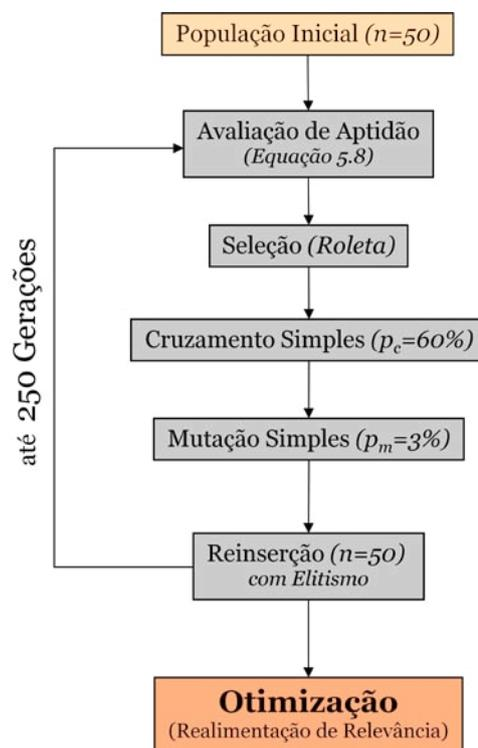 População Inicial (n=50)
Avaliação de Aptidão
(Equação 5.8)
Seleção (Roleta)
até 250 Gerações
Cruzamento Simples (pc=60%)
Mutação Simples (pm=3%)
Reinserção (n=50)
com Elitismo
Otimização
(Realimentação de Relevância)